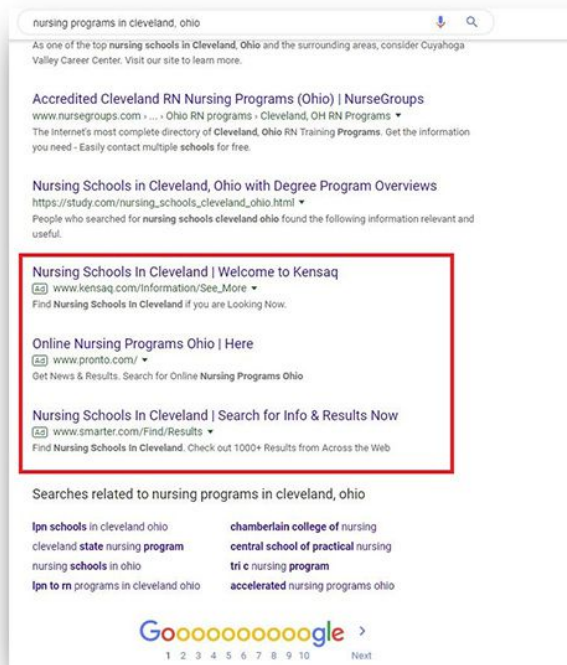 nursing programs in cleveland, ohio
As one of the top nursing schools in Cleveland, Ohio and the surrounding areas, consider Cuyahoga
Valley Career Center. Visit our site to learn more.
Accredited Cleveland RN Nursing Programs (Ohio) | NurseGroups
www.nursegroups.com › ... › Ohio RN programs › Cleveland, OH RN Programs
The Internet's most complete directory of Cleveland, Ohio RN Training Programs. Get the information
you need - Easily contact multiple schools for free.
Nursing Schools in Cleveland, Ohio with Degree Program Overviews
https://study.com/nursing_schools_cleveland_ohio.html
People who searched for nursing schools cleveland ohio found the following information relevant and
useful.
Nursing Schools In Cleveland | Welcome to Kensaq
Ad www.kensaq.com/Information/See_More
Find Nursing Schools In Cleveland if you are Looking Now.
Online Nursing Programs Ohio | Here
Ad www.pronto.com/
Get News & Results. Search for Online Nursing Programs Ohio
Nursing Schools In Cleveland | Search for Info & Results Now
Ad www.smarter.com/Find/Results
Find Nursing Schools In Cleveland. Check out 1000+ Results from Across the Web
Searches related to nursing programs in cleveland, ohio
lpn schools in cleveland ohio
cleveland state nursing program
nursing schools in ohio
lpn to rn programs in cleveland ohio
chamberlain college of nursing
central school of practical nursing
tri c nursing program
accelerated nursing programs ohio
Goooooooooogle >
1 2 3 4 5 6 7 8 9 10 Next